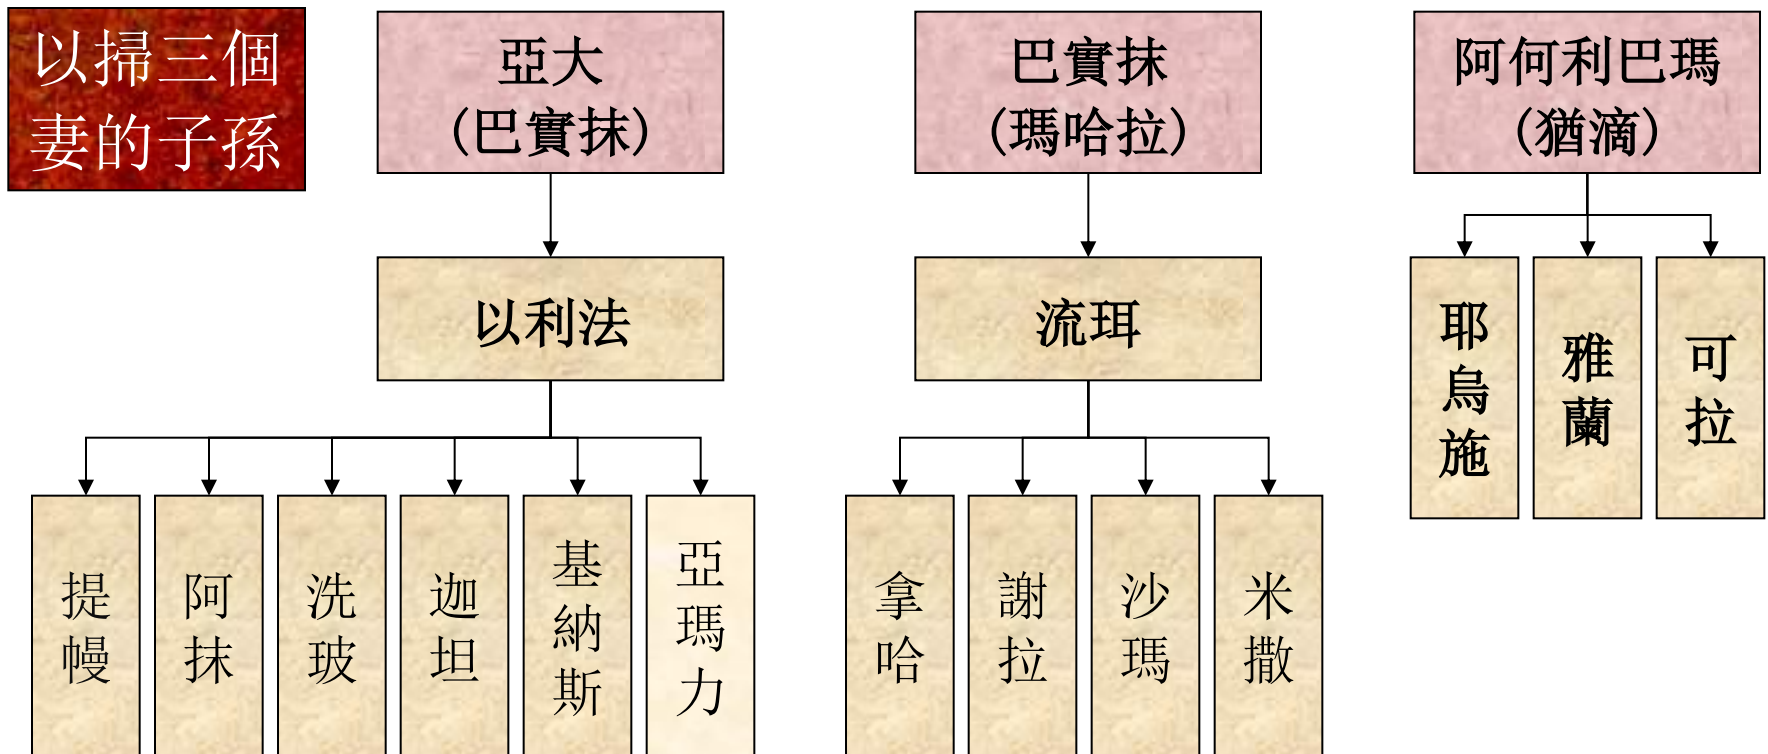 以掃三個
妻的子孫
亞大
(巴實抹)
巴實抹
(瑪哈拉)
阿何利巴瑪
(猶滴)
以利法
流珥
耶烏施
雅蘭
可拉
提幔
阿抹
洗玻
迦坦
基納斯
亞瑪力
拿哈
謝拉
沙瑪
米撒